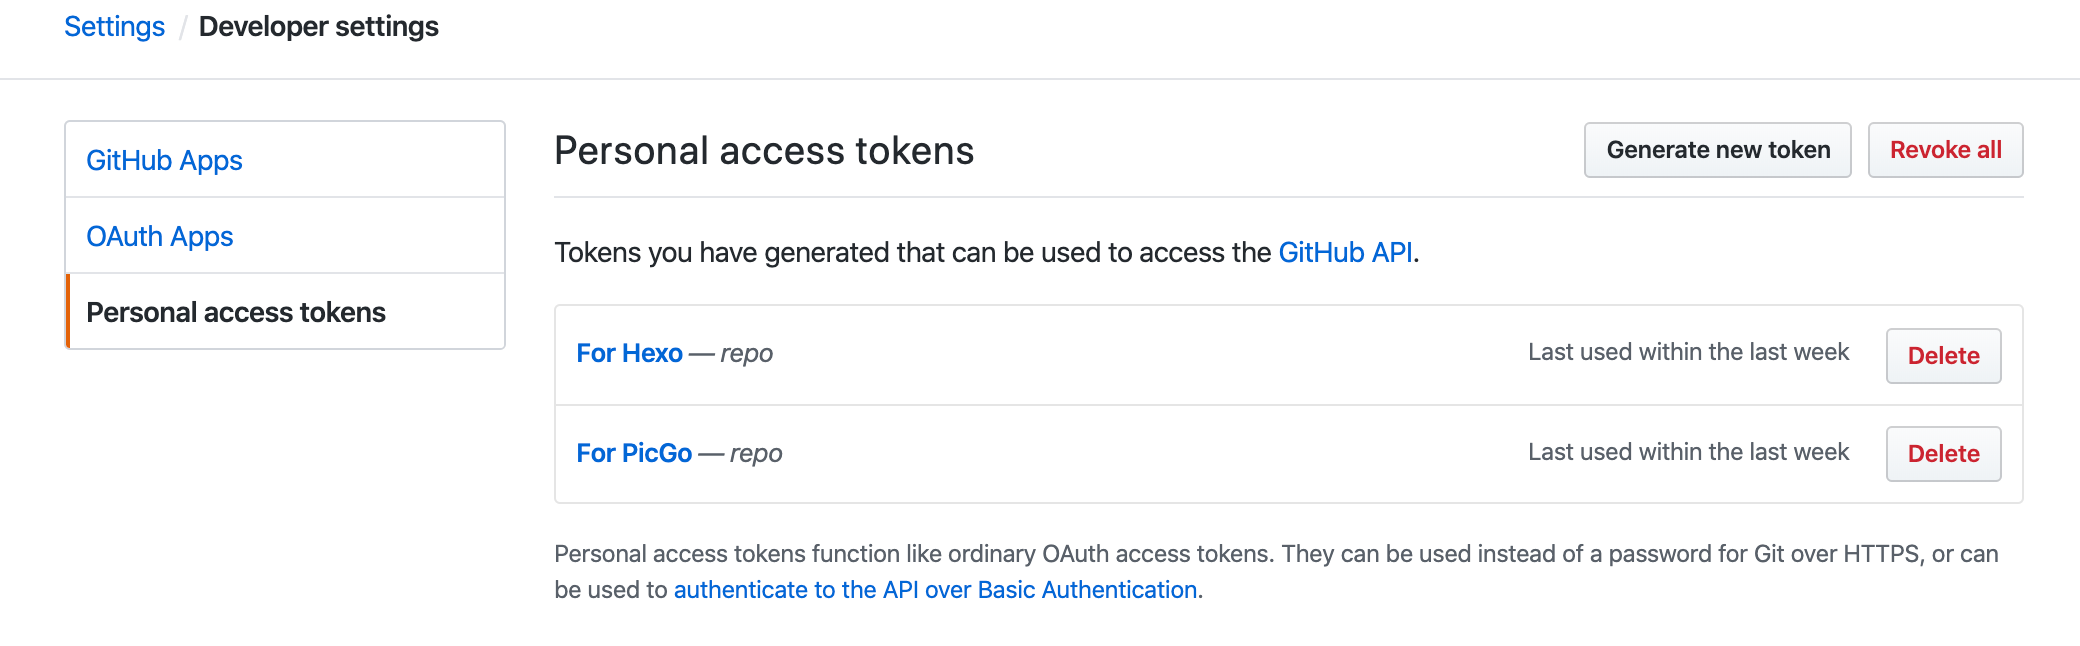 Settings / Developer settings
GitHub Apps
OAuth Apps
Personal access tokens
Personal access tokens
Generate new token
Revoke all
Tokens you have generated that can be used to access the GitHub API.
For Hexo — repo
Last used within the last week
Delete
For PicGo — repo
Last used within the last week
Delete
Personal access tokens function like ordinary OAuth access tokens. They can be used instead of a password for Git over HTTPS, or can
be used to authenticate to the API over Basic Authentication.